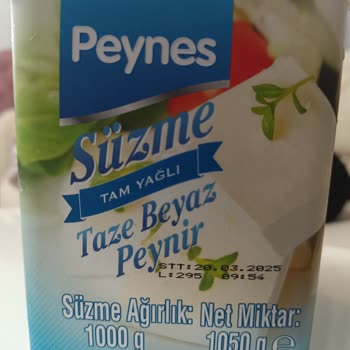 Peynes
Süzme
TAM YAĞLI
Taze Beyaz
Peynir
STT:20.03.2025
L:295 09:54
Süzme Ağırlık: Net Miktar:
1000 g 1050 g ℮